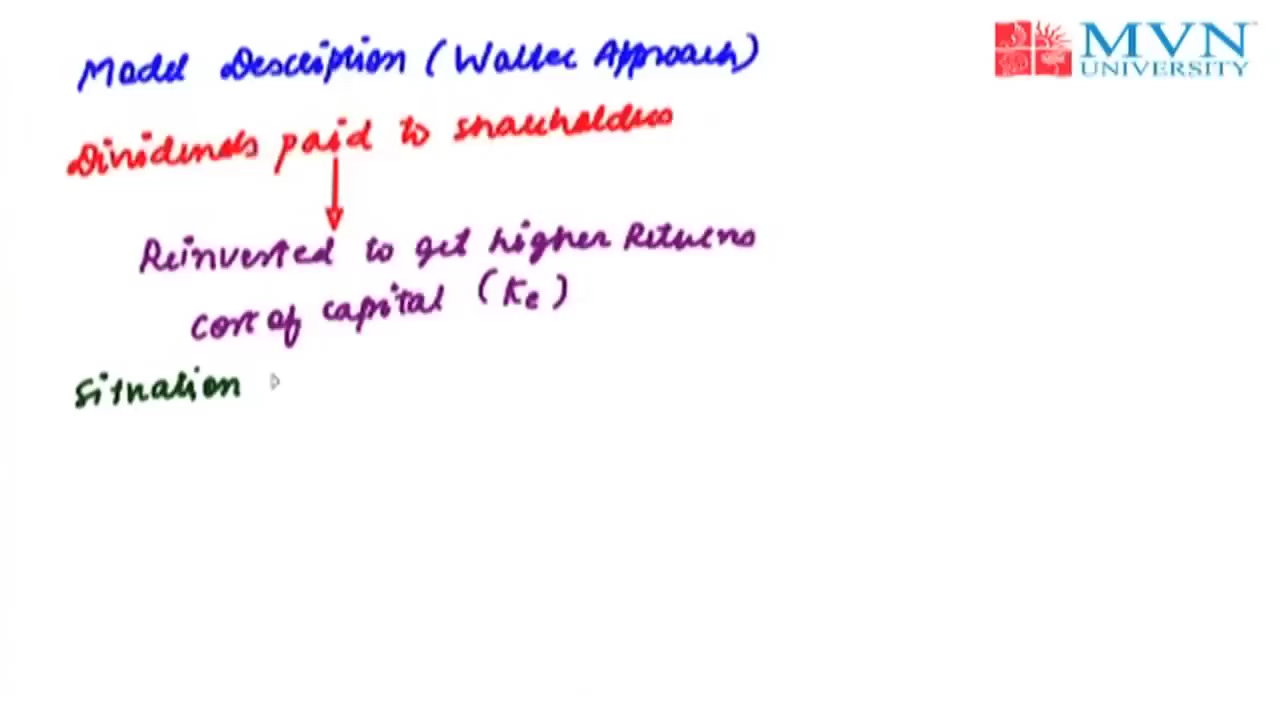 Model Description (Walter Approach)
MVN
UNIVERSITY
Dividends paid to shareholders
Reinvested to get higher Returns
cost of capital (Ke)
Situation